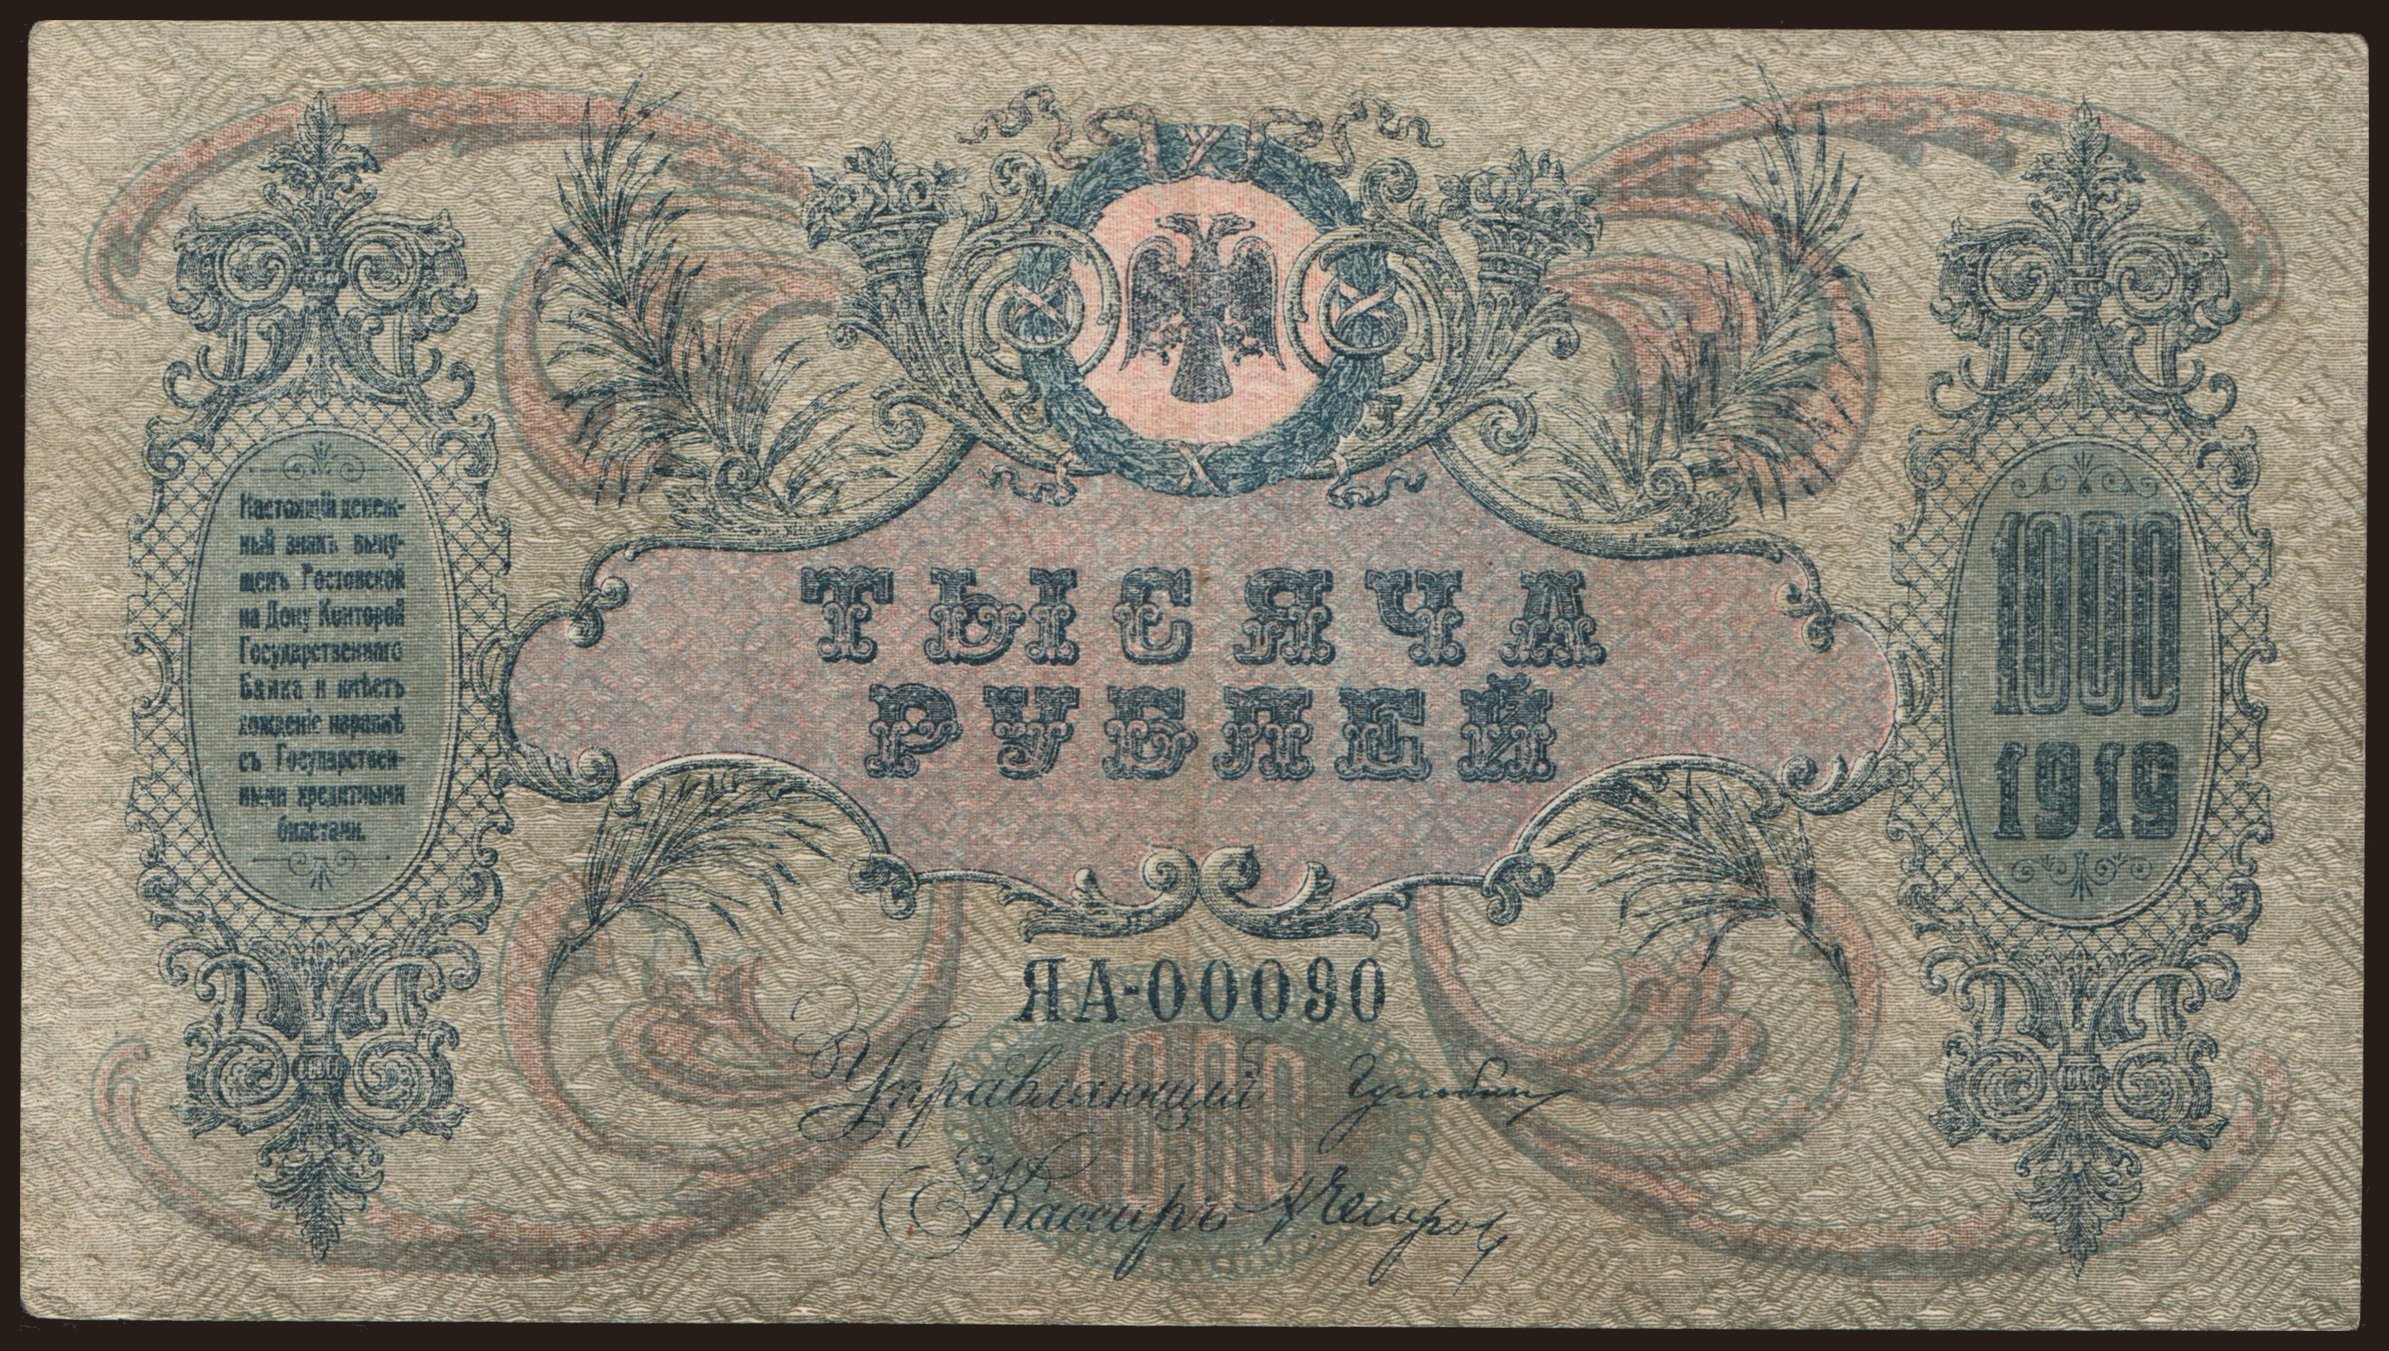 Настоящій денеж-
ный знакъ выпу-
щенъ Ростовской
на Дону Конторой
Государственнаго
Банка и имѣетъ
хожденіе наравнѣ
съ Государствен-
ными кредитными
билетами.
ТЫСЯЧА
РУБЛЕЙ
1000
1919
ЯА-00090
1000
Управляющій
Кассиръ